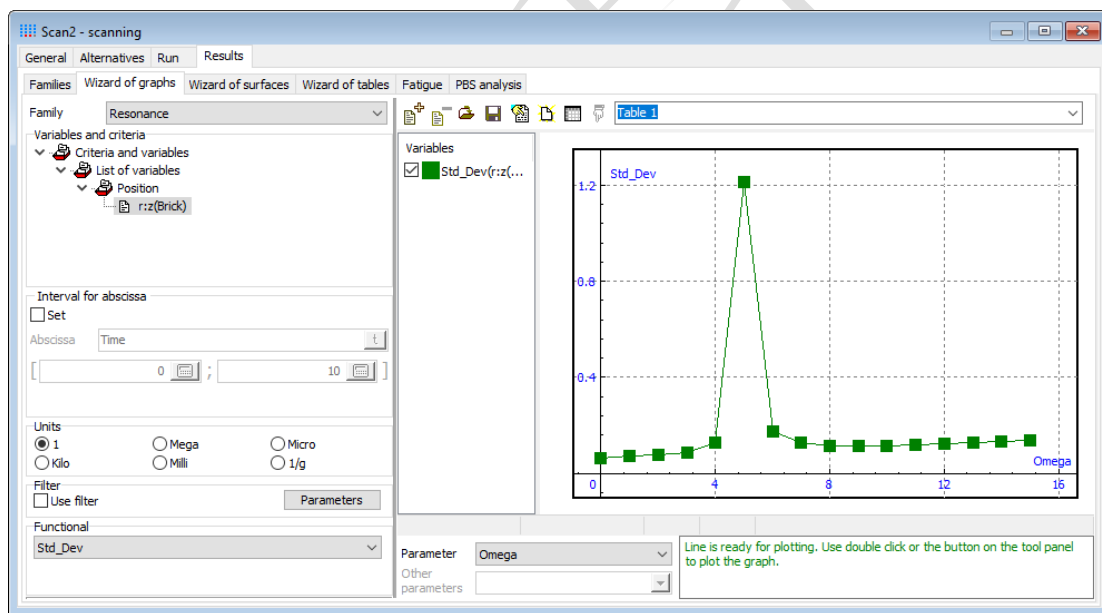 Scan2 - scanning
General Alternatives Run Results
Families Wizard of graphs Wizard of surfaces Wizard of tables Fatigue PBS analysis
Family Resonance
Variables and criteria
Criteria and variables
List of variables
Position
r:z(Brick)
Interval for abscissa
Set
Abscissa Time t
[ 0 ; 10 ]
Units
1 Mega Micro
Kilo Milli 1/g
Filter
Use filter Parameters
Functional
Std_Dev
Table 1
Variables
Std_Dev(r:z(...
Std_Dev
1.2
0.8
0.4
Omega
0 4 8 12 16
Parameter Omega
Other
parameters
Line is ready for plotting. Use double click or the button on the tool panel
to plot the graph.